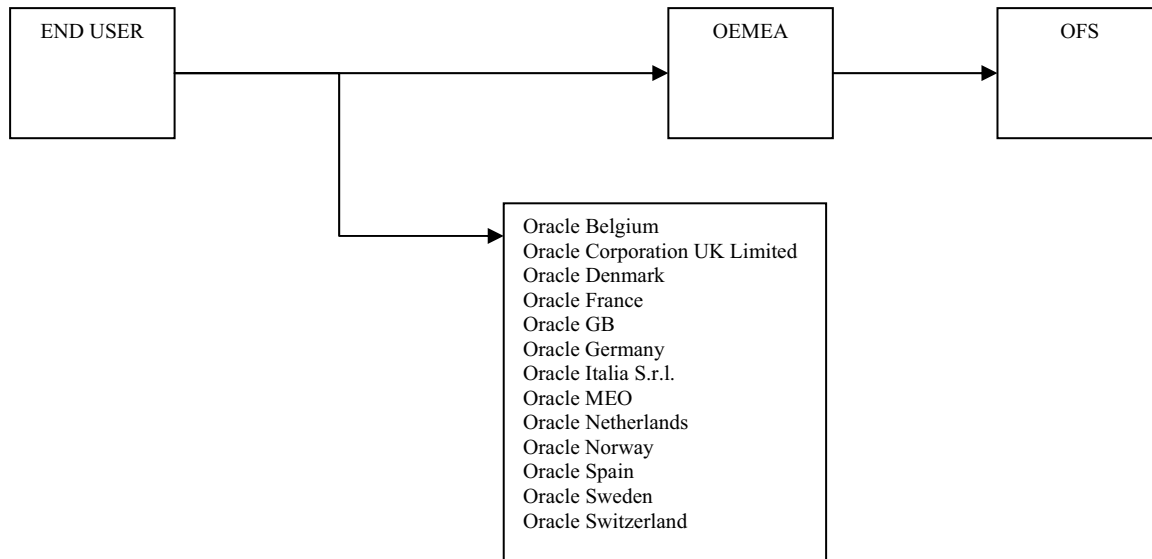 END USER
OEMEA
OFS
Oracle Belgium
Oracle Corporation UK Limited
Oracle Denmark
Oracle France
Oracle GB
Oracle Germany
Oracle Italia S.r.l.
Oracle MEO
Oracle Netherlands
Oracle Norway
Oracle Spain
Oracle Sweden
Oracle Switzerland